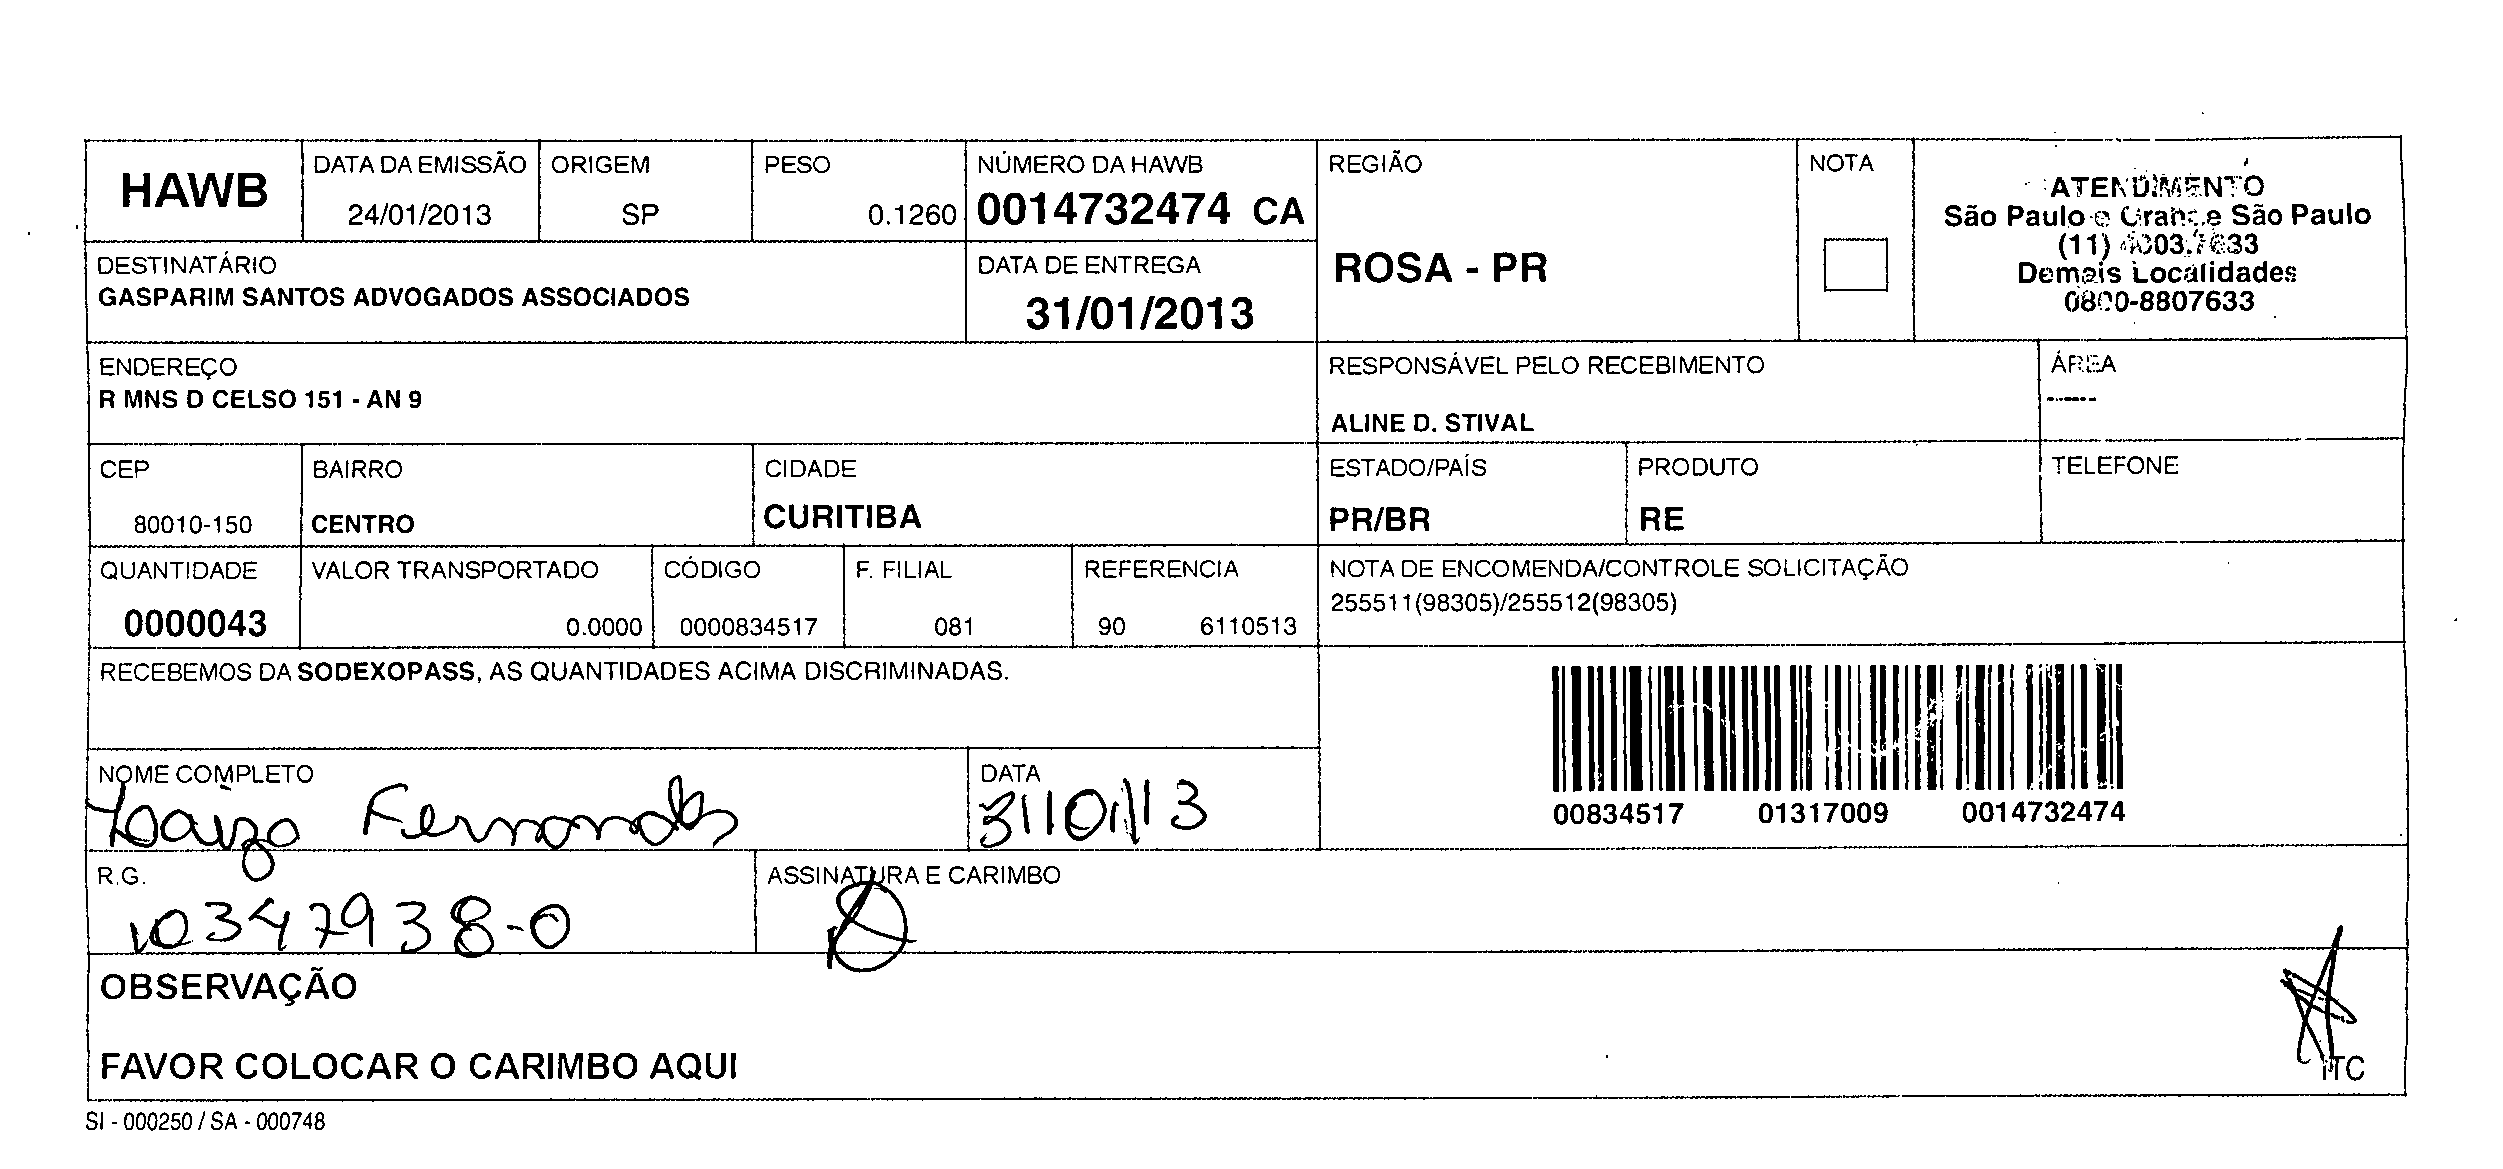 HAWB
DATA DA EMISSÃO
24/01/2013
ORIGEM
SP
PESO
0.1260
NÚMERO DA HAWB
0014732474 CA
REGIÃO
ROSA - PR
NOTA
ATENDIMENTO
São Paulo e Grande São Paulo
(11) 4003.7633
Demais Localidades
0800-8807633
DESTINATÁRIO
GASPARIM SANTOS ADVOGADOS ASSOCIADOS
DATA DE ENTREGA
31/01/2013
ENDEREÇO
R MNS D CELSO 151 - AN 9
RESPONSÁVEL PELO RECEBIMENTO
ALINE D. STIVAL
ÁREA
------
CEP
80010-150
BAIRRO
CENTRO
CIDADE
CURITIBA
ESTADO/PAÍS
PR/BR
PRODUTO
RE
TELEFONE
QUANTIDADE
0000043
VALOR TRANSPORTADO
0.0000
CÓDIGO
0000834517
F. FILIAL
081
REFERENCIA
90 6110513
NOTA DE ENCOMENDA/CONTROLE SOLICITAÇÃO
255511(98305)/255512(98305)
RECEBEMOS DA SODEXOPASS, AS QUANTIDADES ACIMA DISCRIMINADAS.
00834517 01317009 0014732474
NOME COMPLETO
Fernandes
DATA
31/01/13
R.G.
10347938-0
ASSINATURA E CARIMBO
OBSERVAÇÃO
FAVOR COLOCAR O CARIMBO AQUI
ITC
SI - 000250 / SA - 000748